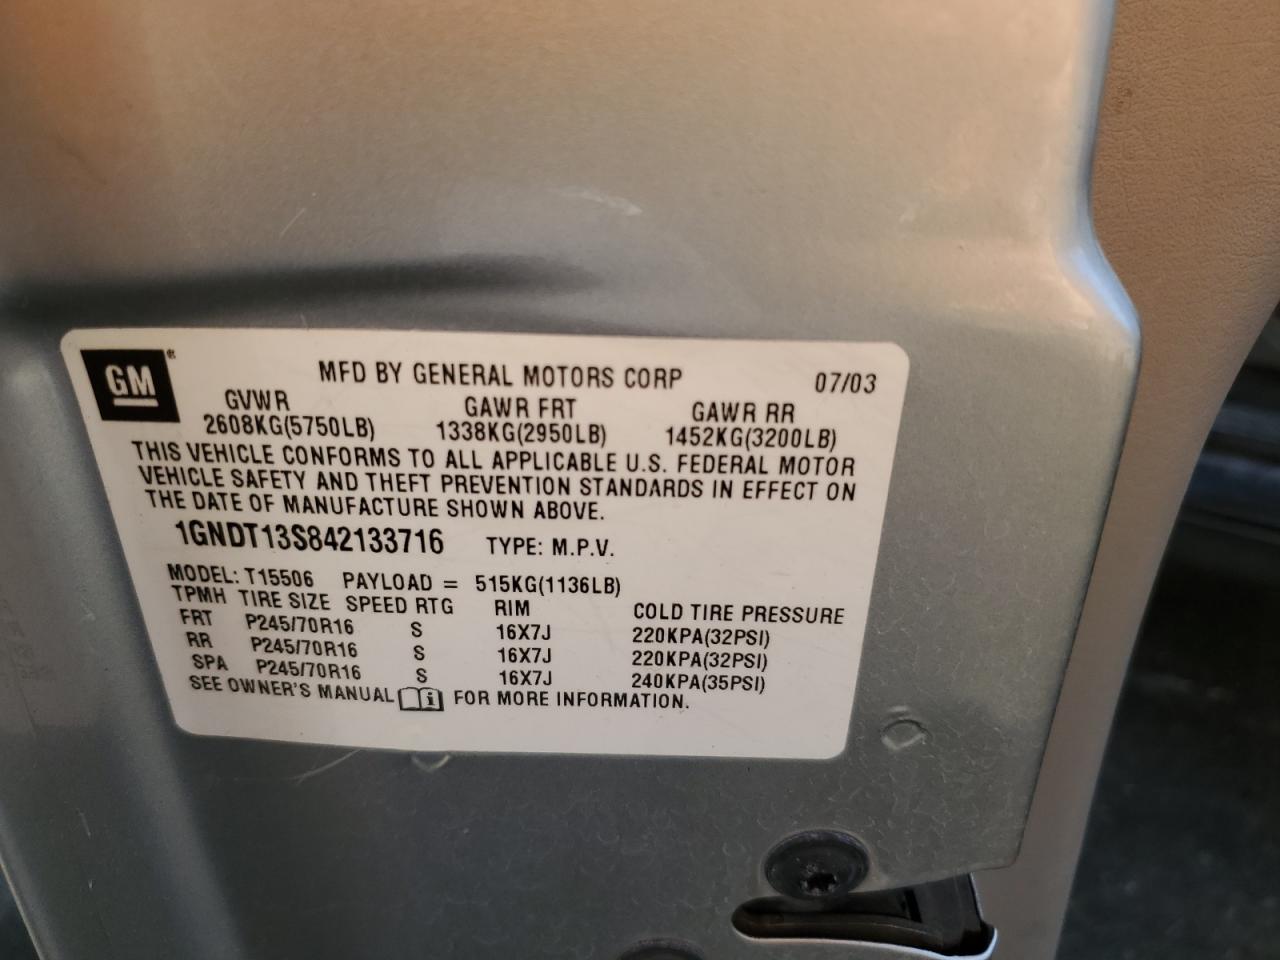 GM®
MFD BY GENERAL MOTORS CORP 07/03
GVWR GAWR FRT GAWR RR
2608KG(5750LB) 1338KG(2950LB) 1452KG(3200LB)
THIS VEHICLE CONFORMS TO ALL APPLICABLE U.S. FEDERAL MOTOR
VEHICLE SAFETY AND THEFT PREVENTION STANDARDS IN EFFECT ON
THE DATE OF MANUFACTURE SHOWN ABOVE.
1GNDT13S842133716 TYPE: M.P.V.
MODEL: T15506 PAYLOAD = 515KG(1136LB)
TPMH TIRE SIZE SPEED RTG RIM COLD TIRE PRESSURE
FRT P245/70R16 S 16X7J 220KPA(32PSI)
RR P245/70R16 S 16X7J 220KPA(32PSI)
SPA P245/70R16 S 16X7J 240KPA(35PSI)
SEE OWNER'S MANUAL i FOR MORE INFORMATION.